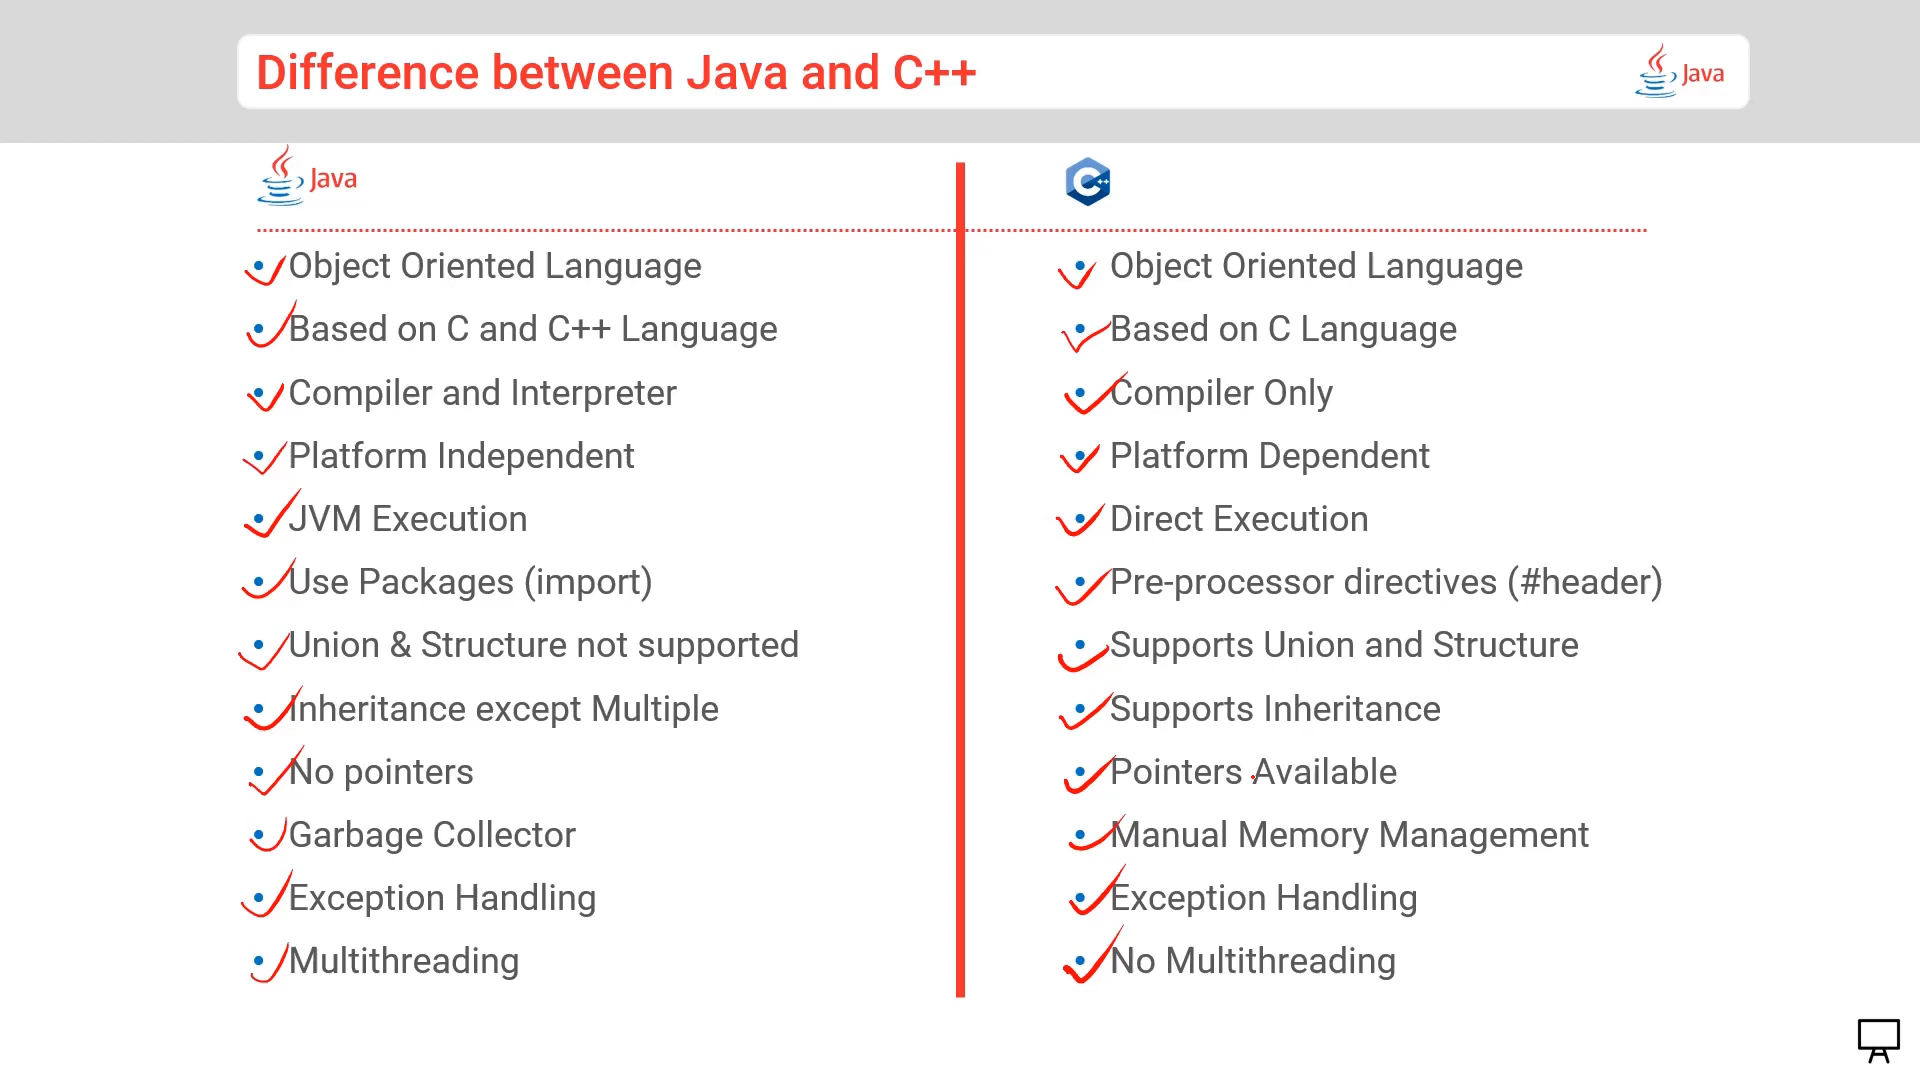 Difference between Java and C++
Java
Java
C++
Object Oriented Language
Based on C and C++ Language
Compiler and Interpreter
Platform Independent
JVM Execution
Use Packages (import)
Union & Structure not supported
Inheritance except Multiple
No pointers
Garbage Collector
Exception Handling
Multithreading
Object Oriented Language
Based on C Language
Compiler Only
Platform Dependent
Direct Execution
Pre-processor directives (#header)
Supports Union and Structure
Supports Inheritance
Pointers Available
Manual Memory Management
Exception Handling
No Multithreading